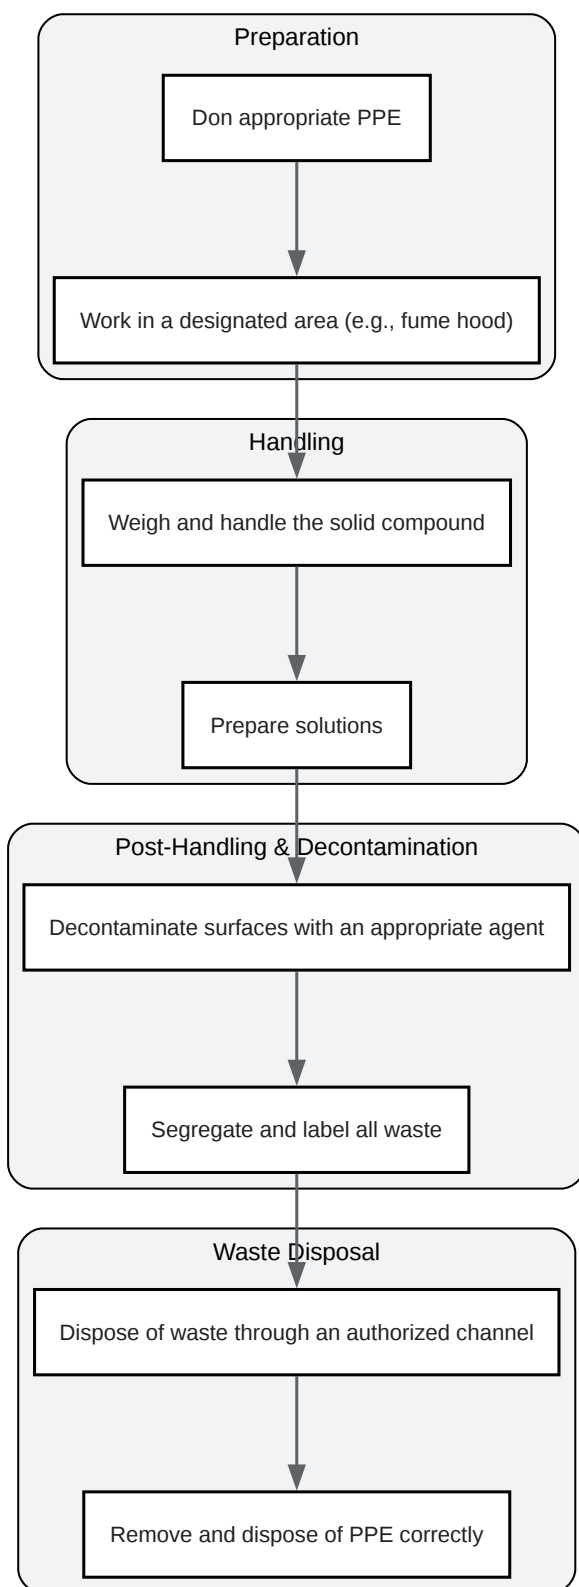 Preparation
Don appropriate PPE
Work in a designated area (e.g., fume hood)
Handling
Weigh and handle the solid compound
Prepare solutions
Post-Handling & Decontamination
Decontaminate surfaces with an appropriate agent
Segregate and label all waste
Waste Disposal
Dispose of waste through an authorized channel
Remove and dispose of PPE correctly